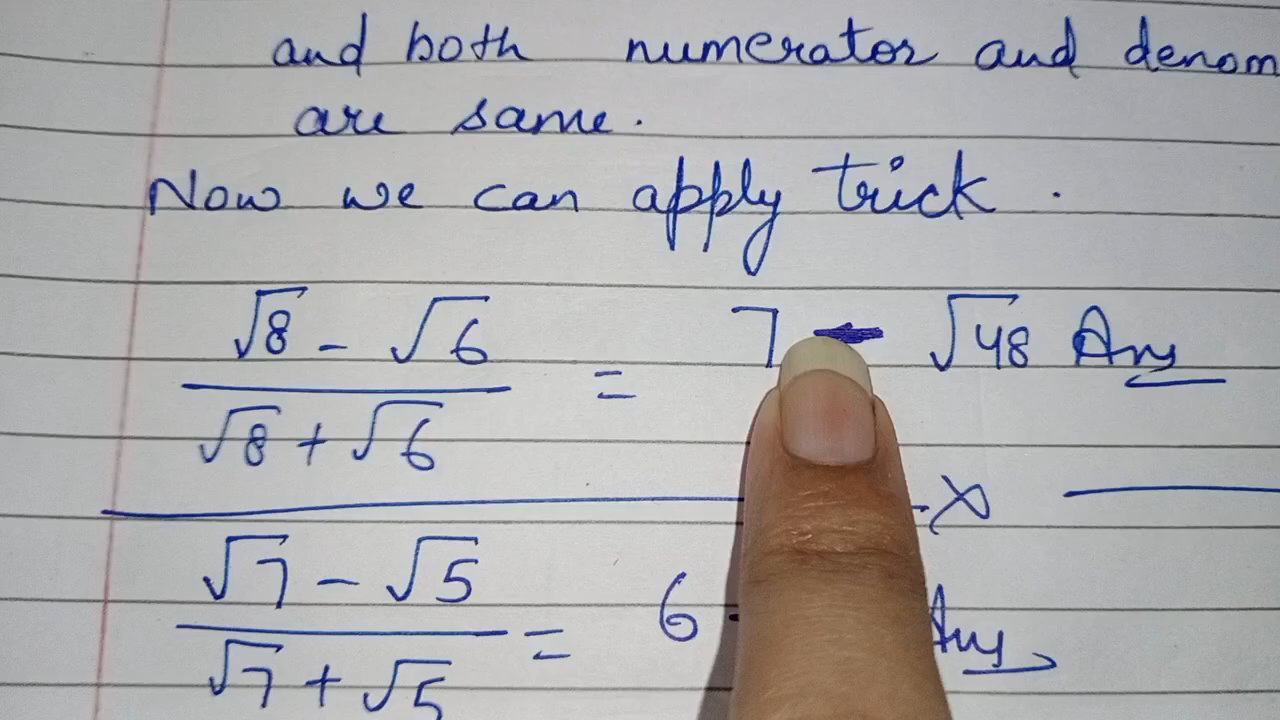 and both numerator and denom
are same.
Now we can apply trick .
√8 - √6
√8 + √6
= 7 - √48 Ans
x
√7 - √5
√7 + √5
= 6 - Ans